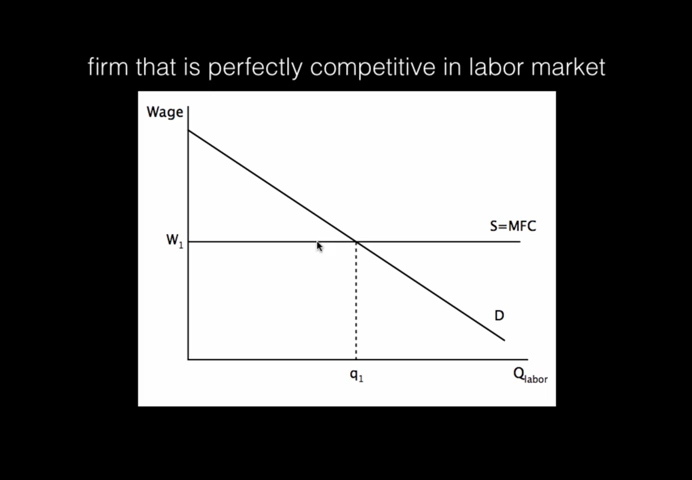 firm that is perfectly competitive in labor market
Wage
S=MFC
W1
D
q1
Qlabor